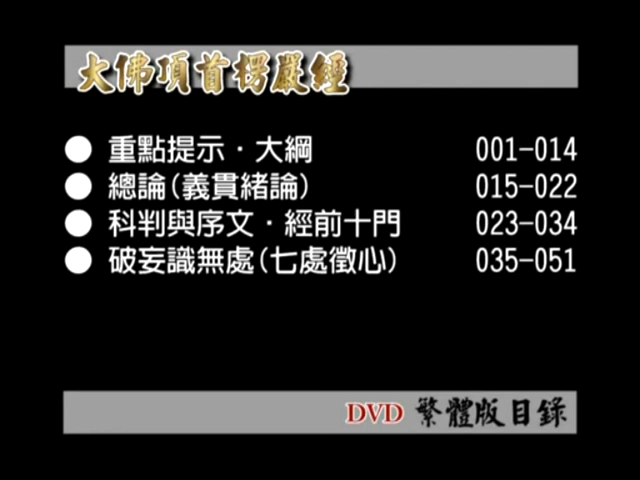 大佛頂首楞嚴經
● 重點提示．大綱 001-014
● 總論(義貫緒論) 015-022
● 科判與序文．經前十門 023-034
● 破妄識無處(七處徵心) 035-051
DVD 繁體版目錄